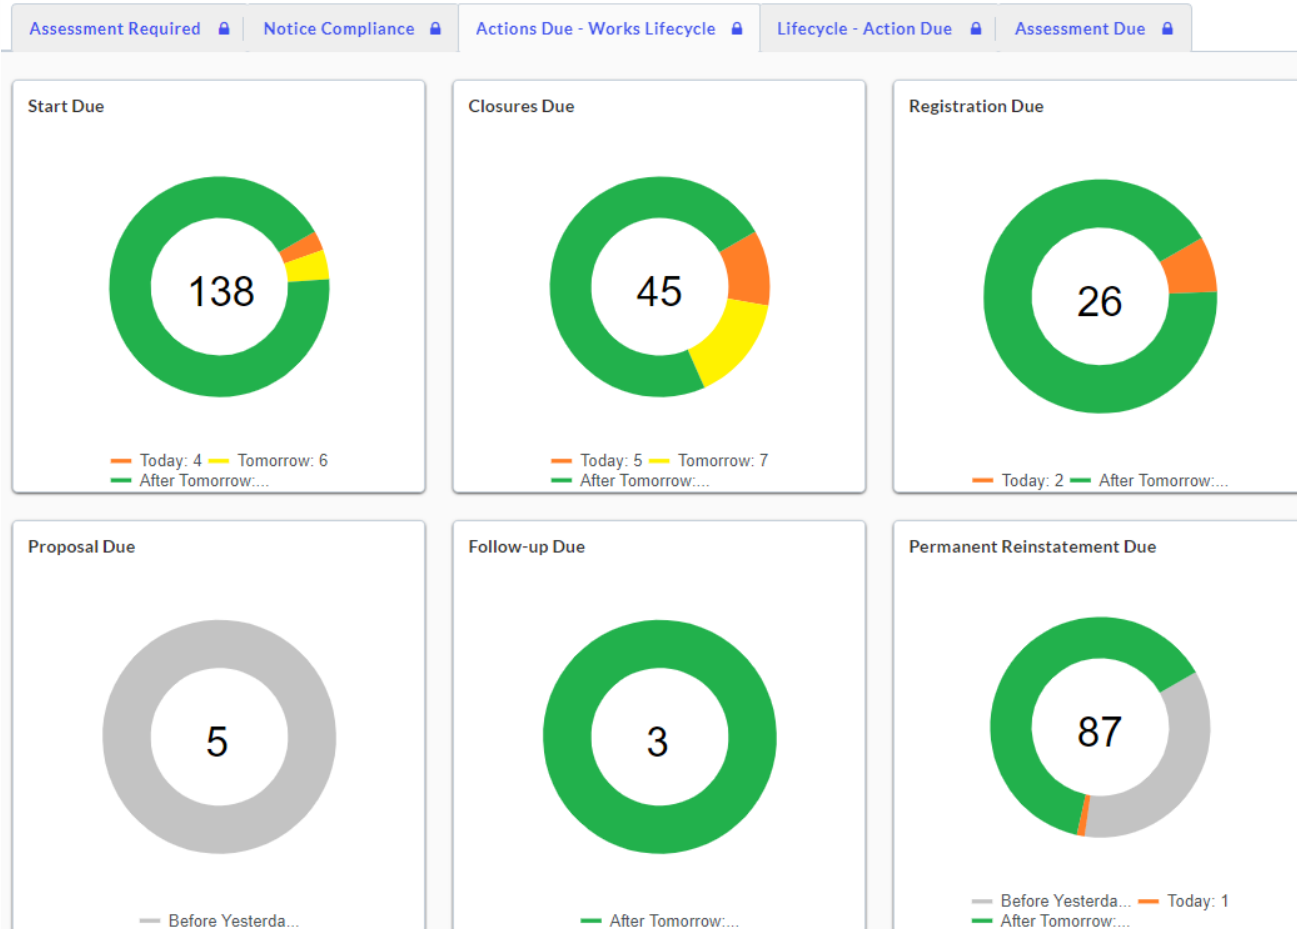 Assessment Required Notice Compliance Actions Due - Works Lifecycle Lifecycle - Action Due Assessment Due
Start Due
138
Today: 4 Tomorrow: 6
After Tomorrow:...
Closures Due
45
Today: 5 Tomorrow: 7
After Tomorrow:...
Registration Due
26
Today: 2 After Tomorrow:...
Proposal Due
5
Before Yesterda...
Follow-up Due
3
After Tomorrow:...
Permanent Reinstatement Due
87
Before Yesterda... Today: 1
After Tomorrow:...